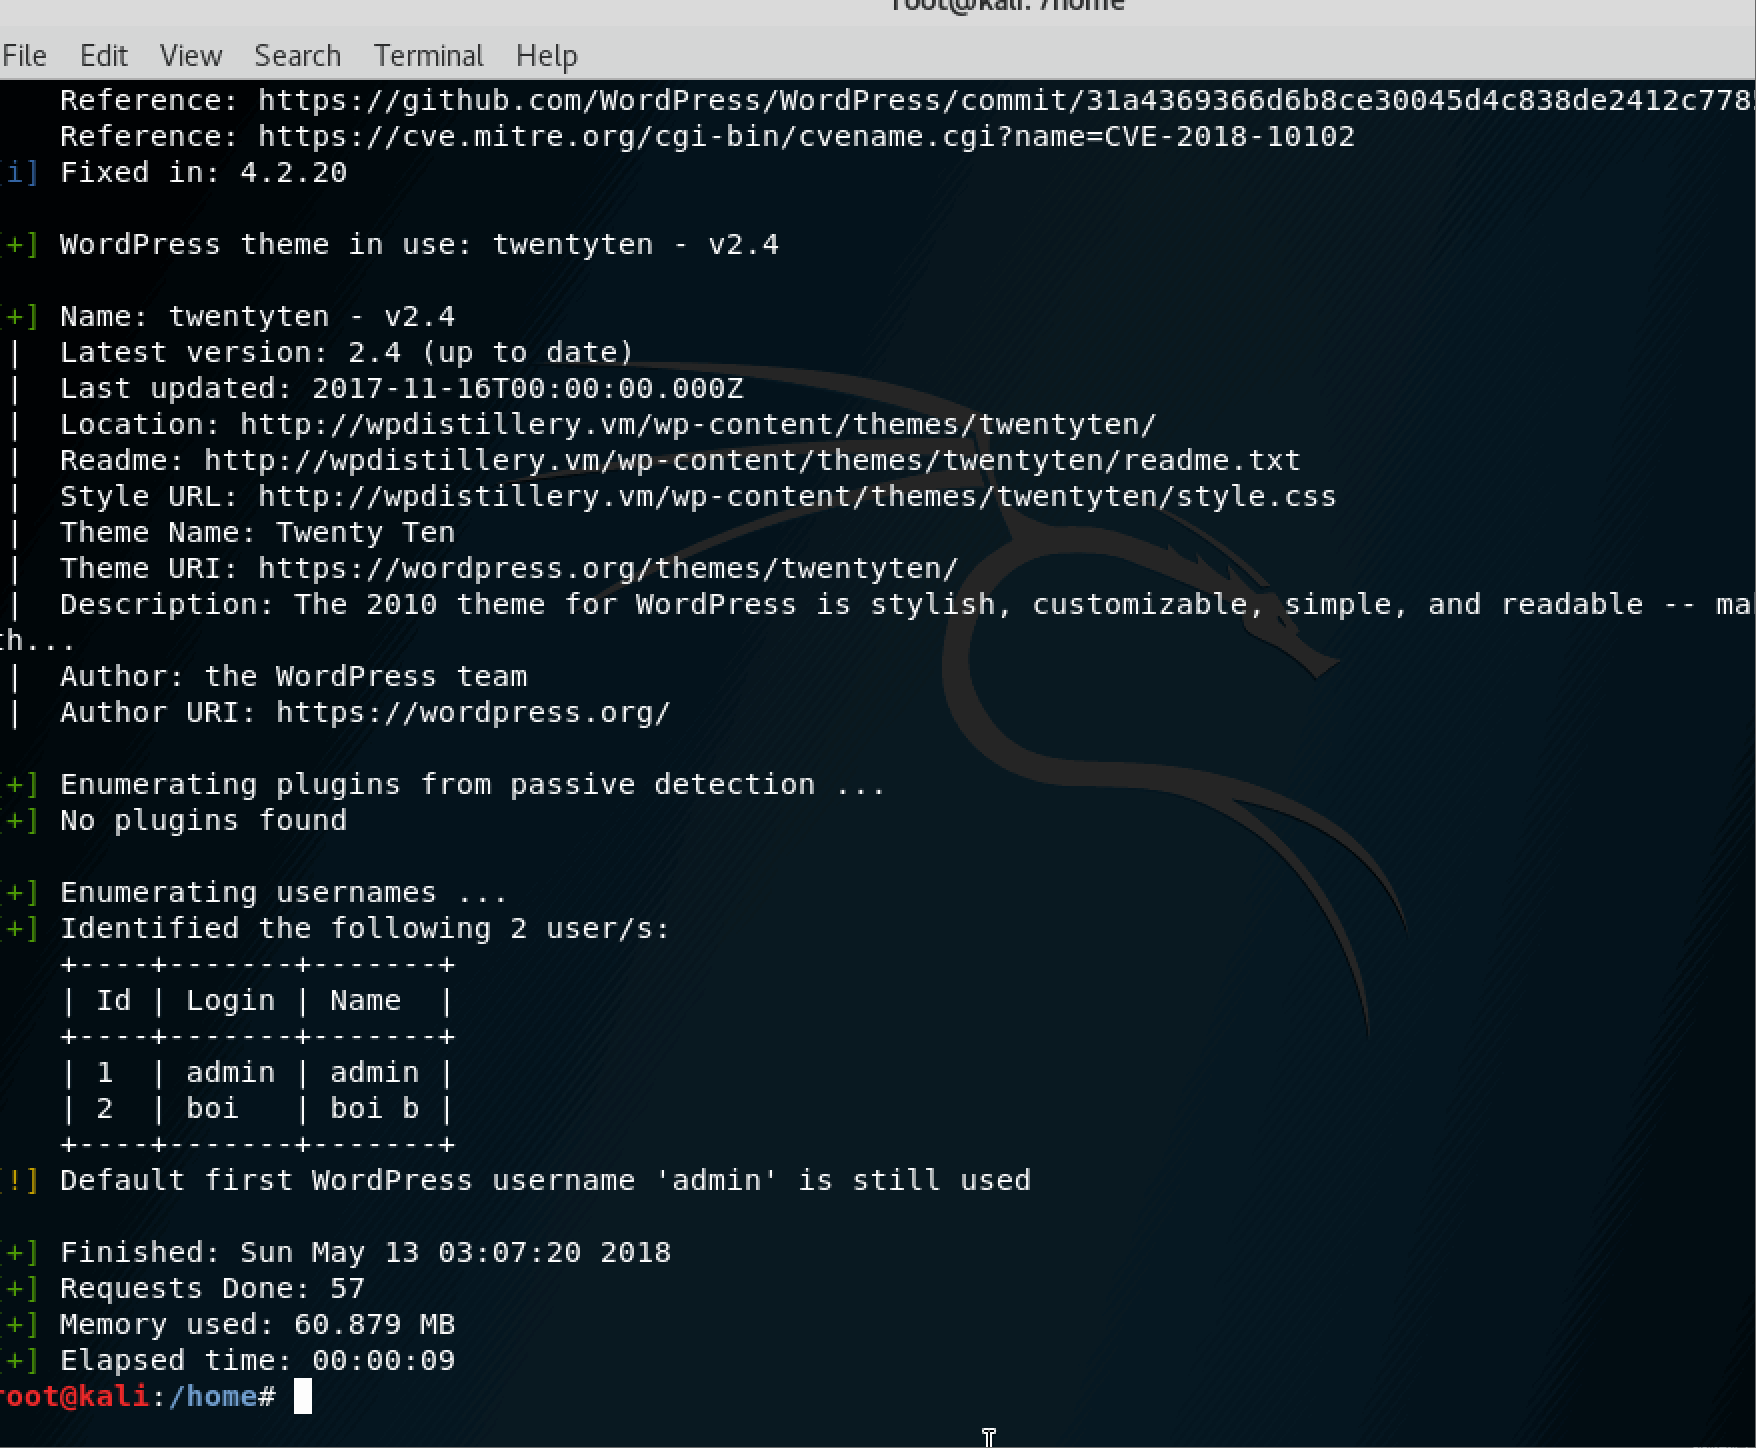 root@kali: /home
File Edit View Search Terminal Help
Reference: https://github.com/WordPress/WordPress/commit/31a4369366d6b8ce30045d4c838de2412c778
Reference: https://cve.mitre.org/cgi-bin/cvename.cgi?name=CVE-2018-10102
[i] Fixed in: 4.2.20
[+] WordPress theme in use: twentyten - v2.4
[+] Name: twentyten - v2.4
| Latest version: 2.4 (up to date)
| Last updated: 2017-11-16T00:00:00.000Z
| Location: http://wpdistillery.vm/wp-content/themes/twentyten/
| Readme: http://wpdistillery.vm/wp-content/themes/twentyten/readme.txt
| Style URL: http://wpdistillery.vm/wp-content/themes/twentyten/style.css
| Theme Name: Twenty Ten
| Theme URI: https://wordpress.org/themes/twentyten/
| Description: The 2010 theme for WordPress is stylish, customizable, simple, and readable -- ma
th...
| Author: the WordPress team
| Author URI: https://wordpress.org/
[+] Enumerating plugins from passive detection ...
[+] No plugins found
[+] Enumerating usernames ...
[+] Identified the following 2 user/s:
+----+-------+-------+
| Id | Login | Name  |
+----+-------+-------+
| 1  | admin | admin |
| 2  | boi   | boi b |
+----+-------+-------+
[!] Default first WordPress username 'admin' is still used
[+] Finished: Sun May 13 03:07:20 2018
[+] Requests Done: 57
[+] Memory used: 60.879 MB
[+] Elapsed time: 00:00:09
root@kali:/home#